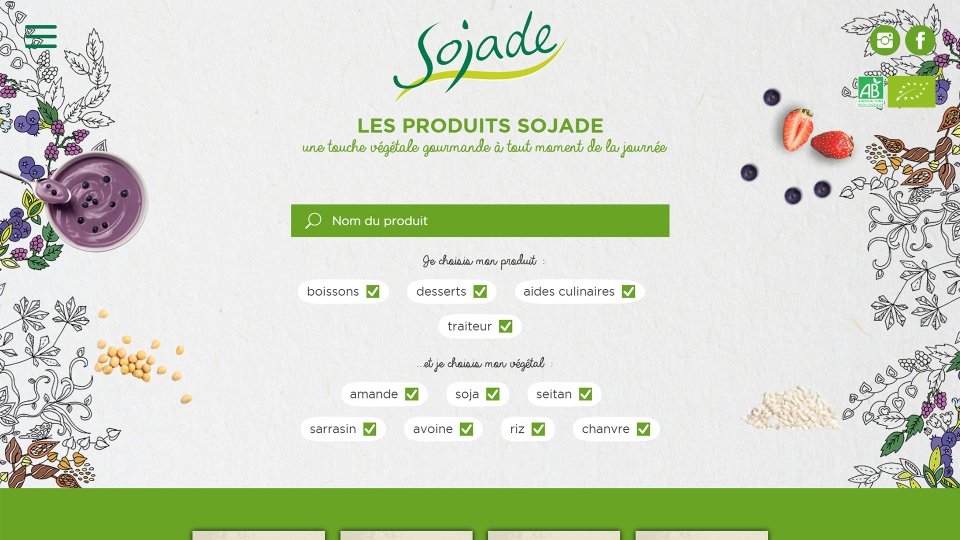 Sojade
AB
LES PRODUITS SOJADE
une touche végétale gourmande à tout moment de la journée
Nom du produit
Je choisis mon produit :
boissons desserts aides culinaires
traiteur
...et je choisis mon végétal :
amande soja seitan
sarrasin avoine riz chanvre